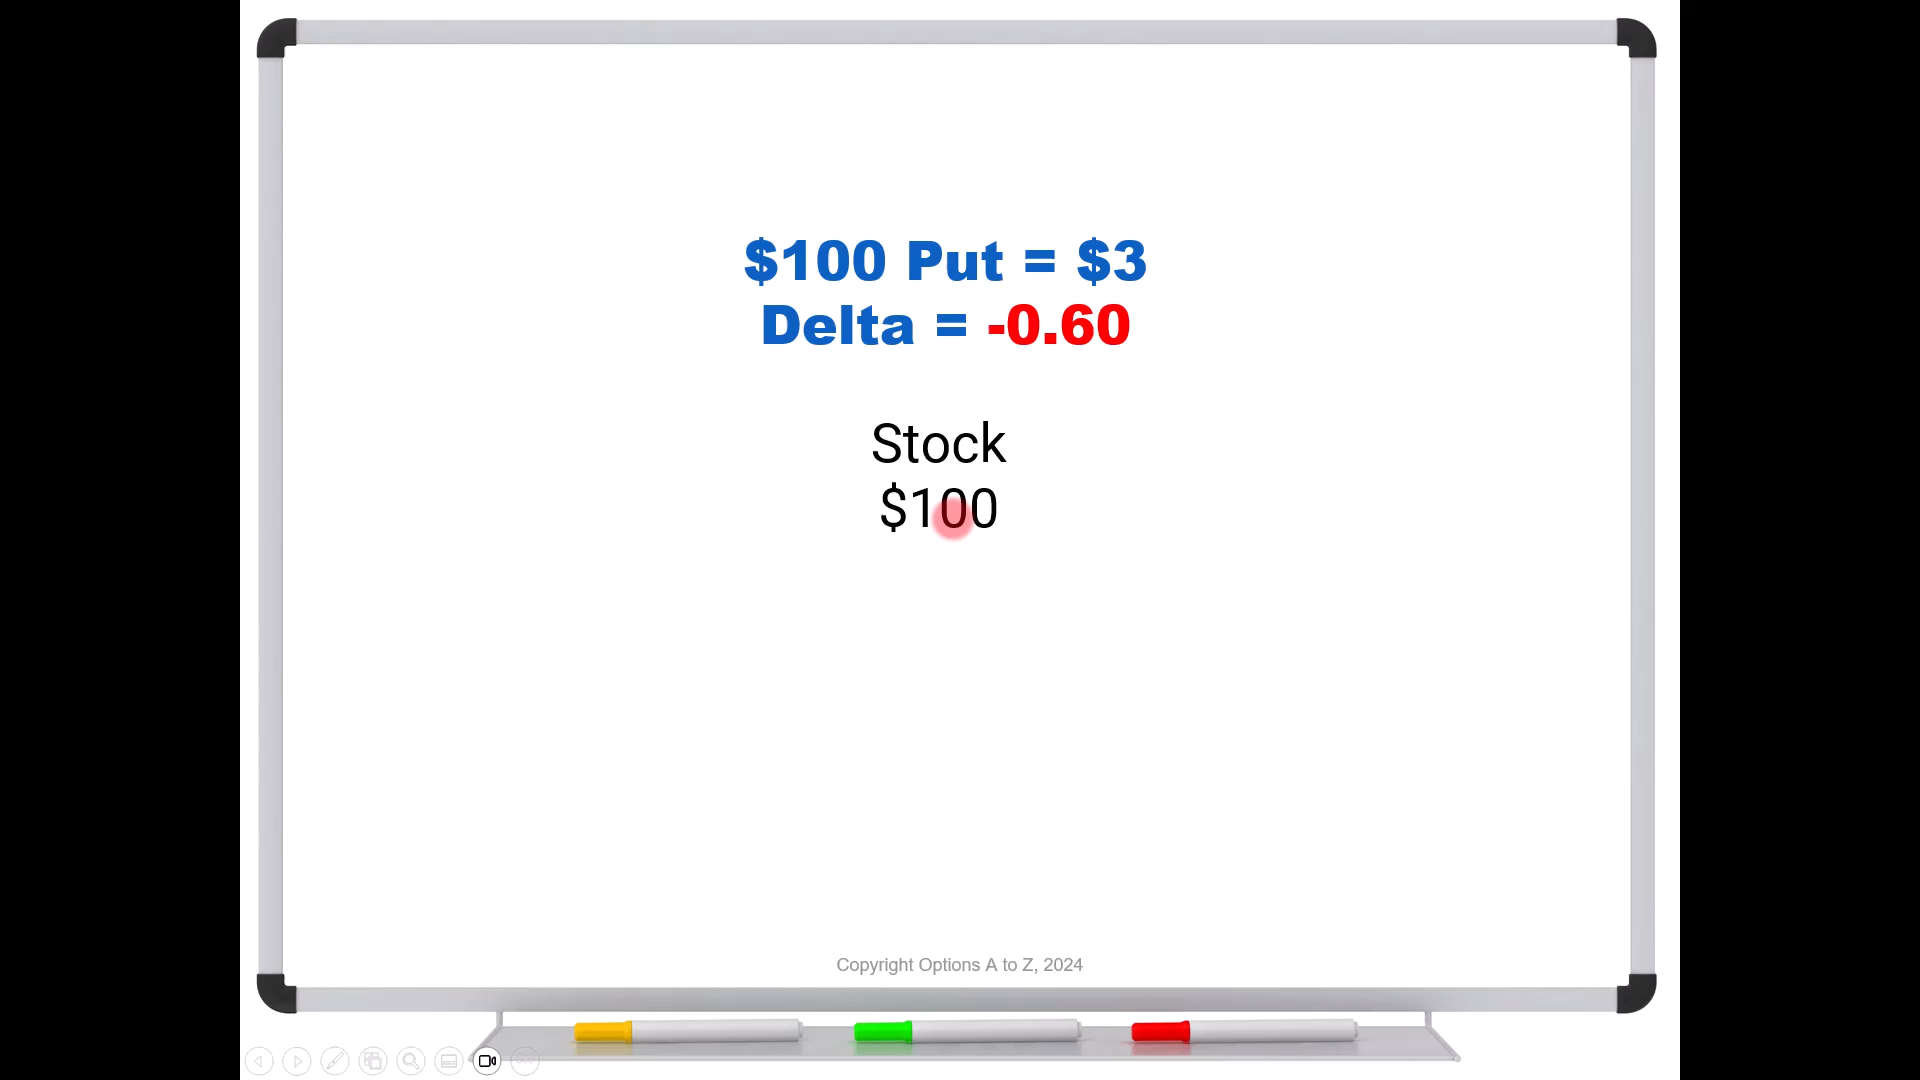 $100 Put = $3
Delta = -0.60
Stock
$100
Copyright Options A to Z, 2024